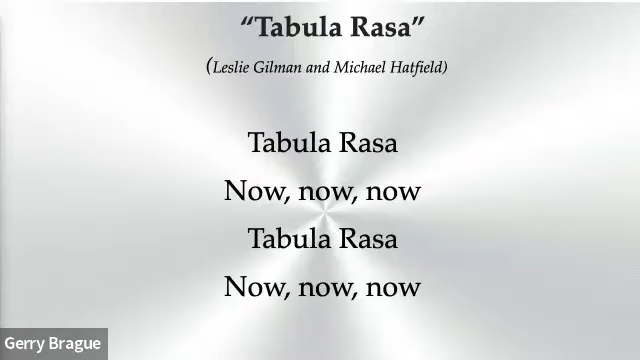 “Tabula Rasa”
(Leslie Gilman and Michael Hatfield)
Tabula Rasa
Now, now, now
Tabula Rasa
Now, now, now
Gerry Brague